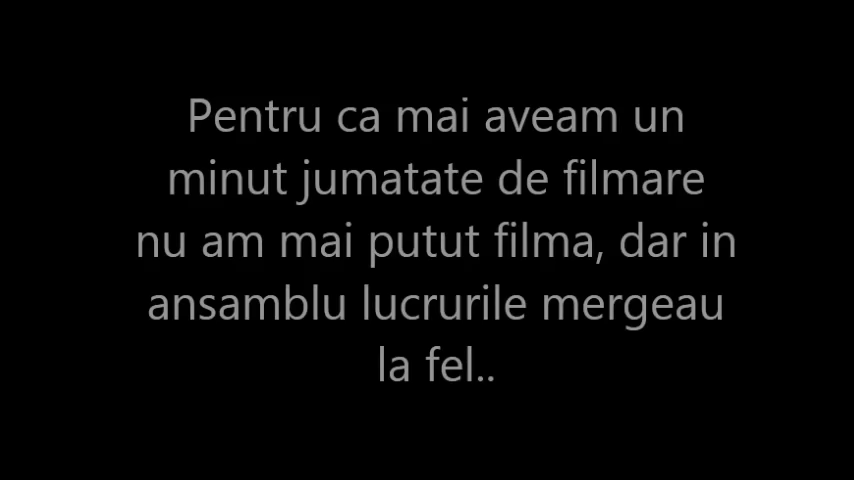 Pentru ca mai aveam un
minut jumatate de filmare
nu am mai putut filma, dar in
ansamblu lucrurile mergeau
la fel..